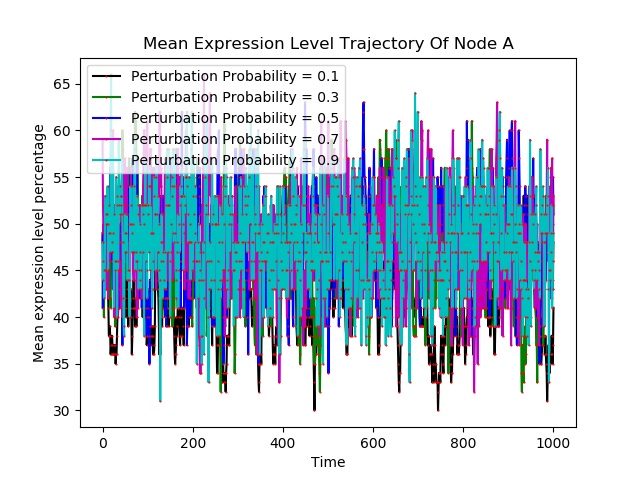 Mean Expression Level Trajectory Of Node A
Perturbation Probability = 0.1
Perturbation Probability = 0.3
Perturbation Probability = 0.5
Perturbation Probability = 0.7
Perturbation Probability = 0.9
Mean expression level percentage
65
60
55
50
45
40
35
30
0 200 400 600 800 1000
Time